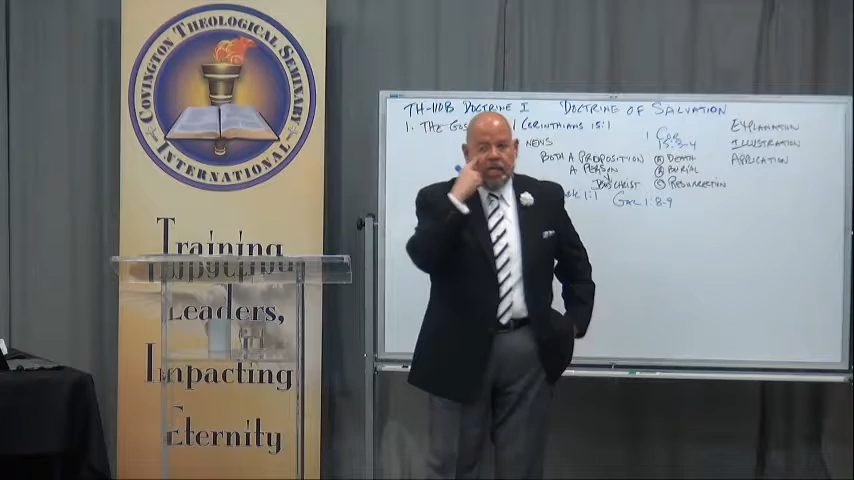 COVINGTON THEOLOGICAL SEMINARY
INTERNATIONAL
Training
Leaders,
Impacting
Eternity
TH-110B DOCTRINE I DOCTRINE OF SALVATION
1. THE 1 CORINTHIANS 15:1
NEWS
BOTH A PROPOSITION
A PERSON
JESUS CHRIST
1:1 GAL 1:8-9
1 COR
15:3-4
A DEATH
B BURIAL
C RESURRECTION
EXPLANATION
ILLUSTRATION
APPLICATION